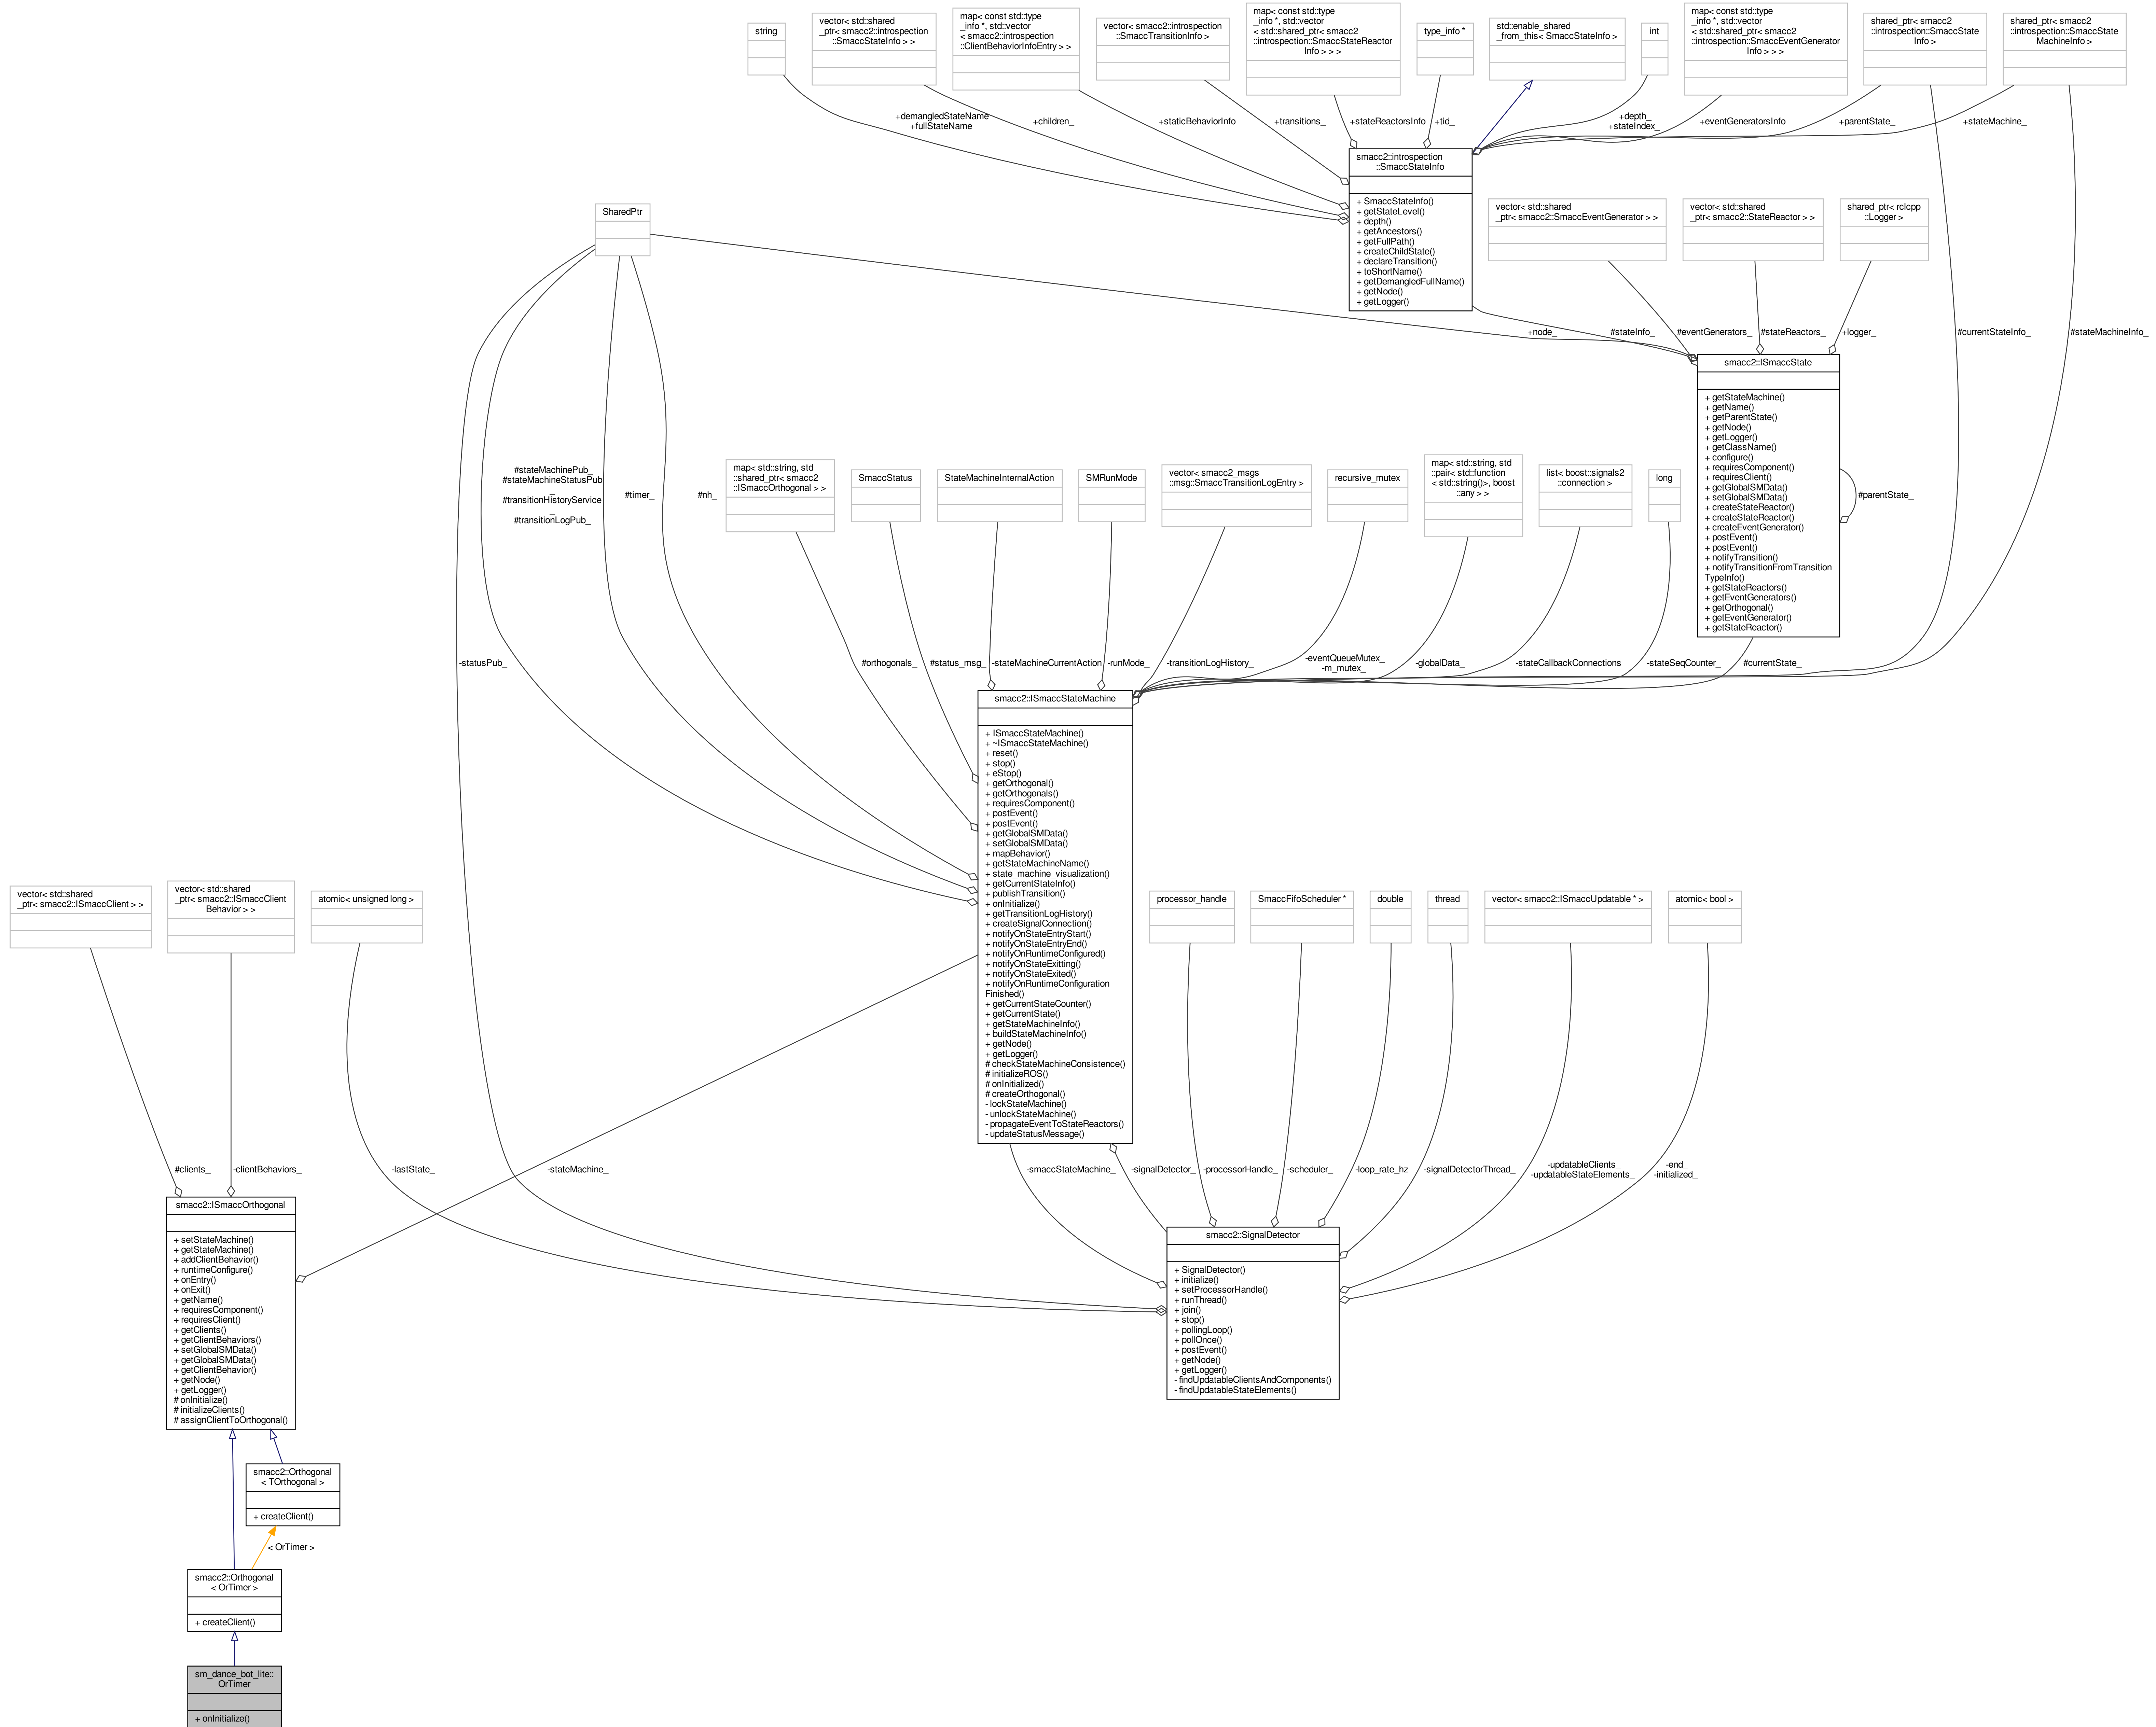 string
vector< std::shared
_ptr< smacc2::introspection
::SmaccStateInfo > >
map< const std::type
_info *, std::vector
< smacc2::introspection
::ClientBehaviorInfoEntry > >
vector< smacc2::introspection
::SmaccTransitionInfo >
map< const std::type
_info *, std::vector
< std::shared_ptr< smacc2
::introspection::SmaccStateReactor
Info > > >
type_info *
std::enable_shared
_from_this< SmaccStateInfo >
int
map< const std::type
_info *, std::vector
< std::shared_ptr< smacc2
::introspection::SmaccEventGenerator
Info > > >
shared_ptr< smacc2
::introspection::SmaccState
Info >
shared_ptr< smacc2
::introspection::SmaccState
MachineInfo >
+demangledStateName
+fullStateName
+children_
+staticBehaviorInfo
+transitions_
+stateReactorsInfo
+tid_
+depth_
+stateIndex_
+eventGeneratorsInfo
+parentState_
+stateMachine_
smacc2::introspection
::SmaccStateInfo
+ SmaccStateInfo()
+ getStateLevel()
+ depth()
+ getAncestors()
+ getFullPath()
+ createChildState()
+ declareTransition()
+ toShortName()
+ getDemangledFullName()
+ getNode()
+ getLogger()
SharedPtr
vector< std::shared
_ptr< smacc2::SmaccEventGenerator > >
vector< std::shared
_ptr< smacc2::StateReactor > >
shared_ptr< rclcpp
::Logger >
+node_
#stateInfo_
#eventGenerators_
#stateReactors_
+logger_
#currentStateInfo_
#stateMachineInfo_
smacc2::ISmaccState
+ getStateMachine()
+ getName()
+ getParentState()
+ getNode()
+ getLogger()
+ getClassName()
+ configure()
+ requiresComponent()
+ requiresClient()
+ getGlobalSMData()
+ setGlobalSMData()
+ createStateReactor()
+ createStateReactor()
+ createEventGenerator()
+ postEvent()
+ postEvent()
+ notifyTransition()
+ notifyTransitionFromTransition
TypeInfo()
+ getStateReactors()
+ getEventGenerators()
+ getOrthogonal()
+ getEventGenerator()
+ getStateReactor()
#parentState_
#stateMachinePub_
#stateMachineStatusPub
_
#transitionHistoryService
_
#transitionLogPub_
#timer_
#nh_
map< std::string, std
::shared_ptr< smacc2
::ISmaccOrthogonal > >
SmaccStatus
StateMachineInternalAction
SMRunMode
vector< smacc2_msgs
::msg::SmaccTransitionLogEntry >
recursive_mutex
map< std::string, std
::pair< std::function
< std::string()>, boost
::any > >
list< boost::signals2
::connection >
long
-statusPub_
#orthogonals_
#status_msg_
-stateMachineCurrentAction
-runMode_
-transitionLogHistory_
-eventQueueMutex_
-m_mutex_
-globalData_
-stateCallbackConnections
-stateSeqCounter_
#currentState_
smacc2::ISmaccStateMachine
+ ISmaccStateMachine()
+ ~ISmaccStateMachine()
+ reset()
+ stop()
+ eStop()
+ getOrthogonal()
+ getOrthogonals()
+ requiresComponent()
+ postEvent()
+ postEvent()
+ getGlobalSMData()
+ setGlobalSMData()
+ mapBehavior()
+ getStateMachineName()
+ state_machine_visualization()
+ getCurrentStateInfo()
+ publishTransition()
+ onInitialize()
+ getTransitionLogHistory()
+ createSignalConnection()
+ notifyOnStateEntryStart()
+ notifyOnStateEntryEnd()
+ notifyOnRuntimeConfigured()
+ notifyOnStateExitting()
+ notifyOnStateExited()
+ notifyOnRuntimeConfiguration
Finished()
+ getCurrentStateCounter()
+ getCurrentState()
+ getStateMachineInfo()
+ buildStateMachineInfo()
+ getNode()
+ getLogger()
# checkStateMachineConsistence()
# initializeROS()
# onInitialized()
# createOrthogonal()
- lockStateMachine()
- unlockStateMachine()
- propagateEventToStateReactors()
- updateStatusMessage()
vector< std::shared
_ptr< smacc2::ISmaccClient > >
vector< std::shared
_ptr< smacc2::ISmaccClient
Behavior > >
atomic< unsigned long >
processor_handle
SmaccFifoScheduler *
double
thread
vector< smacc2::ISmaccUpdatable * >
atomic< bool >
#clients_
-clientBehaviors_
-lastState_
-stateMachine_
-smaccStateMachine_
-signalDetector_
-processorHandle_
-scheduler_
-loop_rate_hz
-signalDetectorThread_
-updatableClients_
-updatableStateElements_
-end_
-initialized_
smacc2::ISmaccOrthogonal
+ setStateMachine()
+ getStateMachine()
+ addClientBehavior()
+ runtimeConfigure()
+ onEntry()
+ onExit()
+ getName()
+ requiresComponent()
+ requiresClient()
+ getClients()
+ getClientBehaviors()
+ setGlobalSMData()
+ getGlobalSMData()
+ getClientBehavior()
+ getNode()
+ getLogger()
# onInitialize()
# initializeClients()
# assignClientToOrthogonal()
smacc2::SignalDetector
+ SignalDetector()
+ initialize()
+ setProcessorHandle()
+ runThread()
+ join()
+ stop()
+ pollingLoop()
+ pollOnce()
+ postEvent()
+ getNode()
+ getLogger()
- findUpdatableClientsAndComponents()
- findUpdatableStateElements()
smacc2::Orthogonal
< TOrthogonal >
+ createClient()
< OrTimer >
smacc2::Orthogonal
< OrTimer >
+ createClient()
sm_dance_bot_lite::
OrTimer
+ onInitialize()